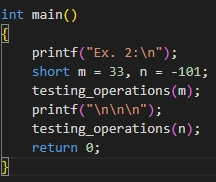 int main()
{
    printf("Ex. 2:\n");
    short m = 33, n = -101;
    testing_operations(m);
    printf("\n\n\n");
    testing_operations(n);
    return 0;
}